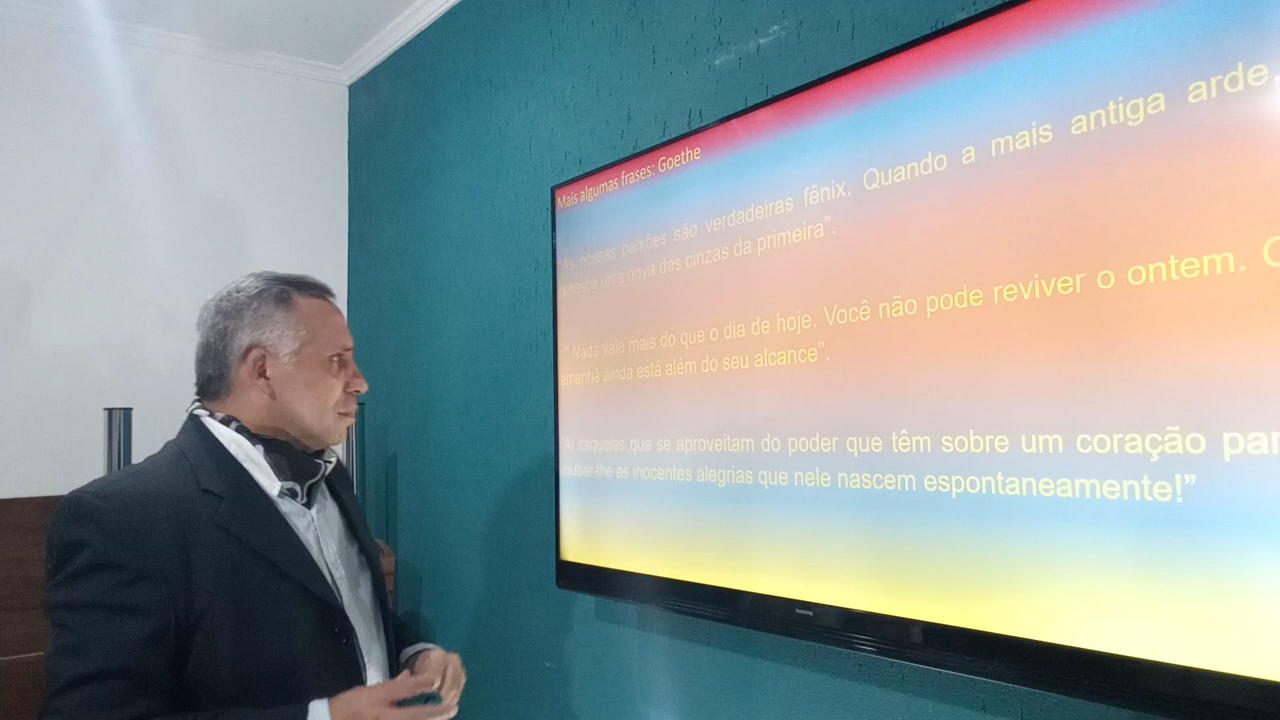 Mais algumas frases: Goethe
“As nossas paixões são verdadeiras fênix. Quando a mais antiga arde,
renasce uma nova das cinzas da primeira”.
“ Nada vale mais do que o dia de hoje. Você não pode reviver o ontem. O
amanhã ainda está além do seu alcance”.
“Ai daqueles que se aproveitam do poder que têm sobre um coração par
roubar-lhe as inocentes alegrias que nele nascem espontaneamente!”
SAMSUNG